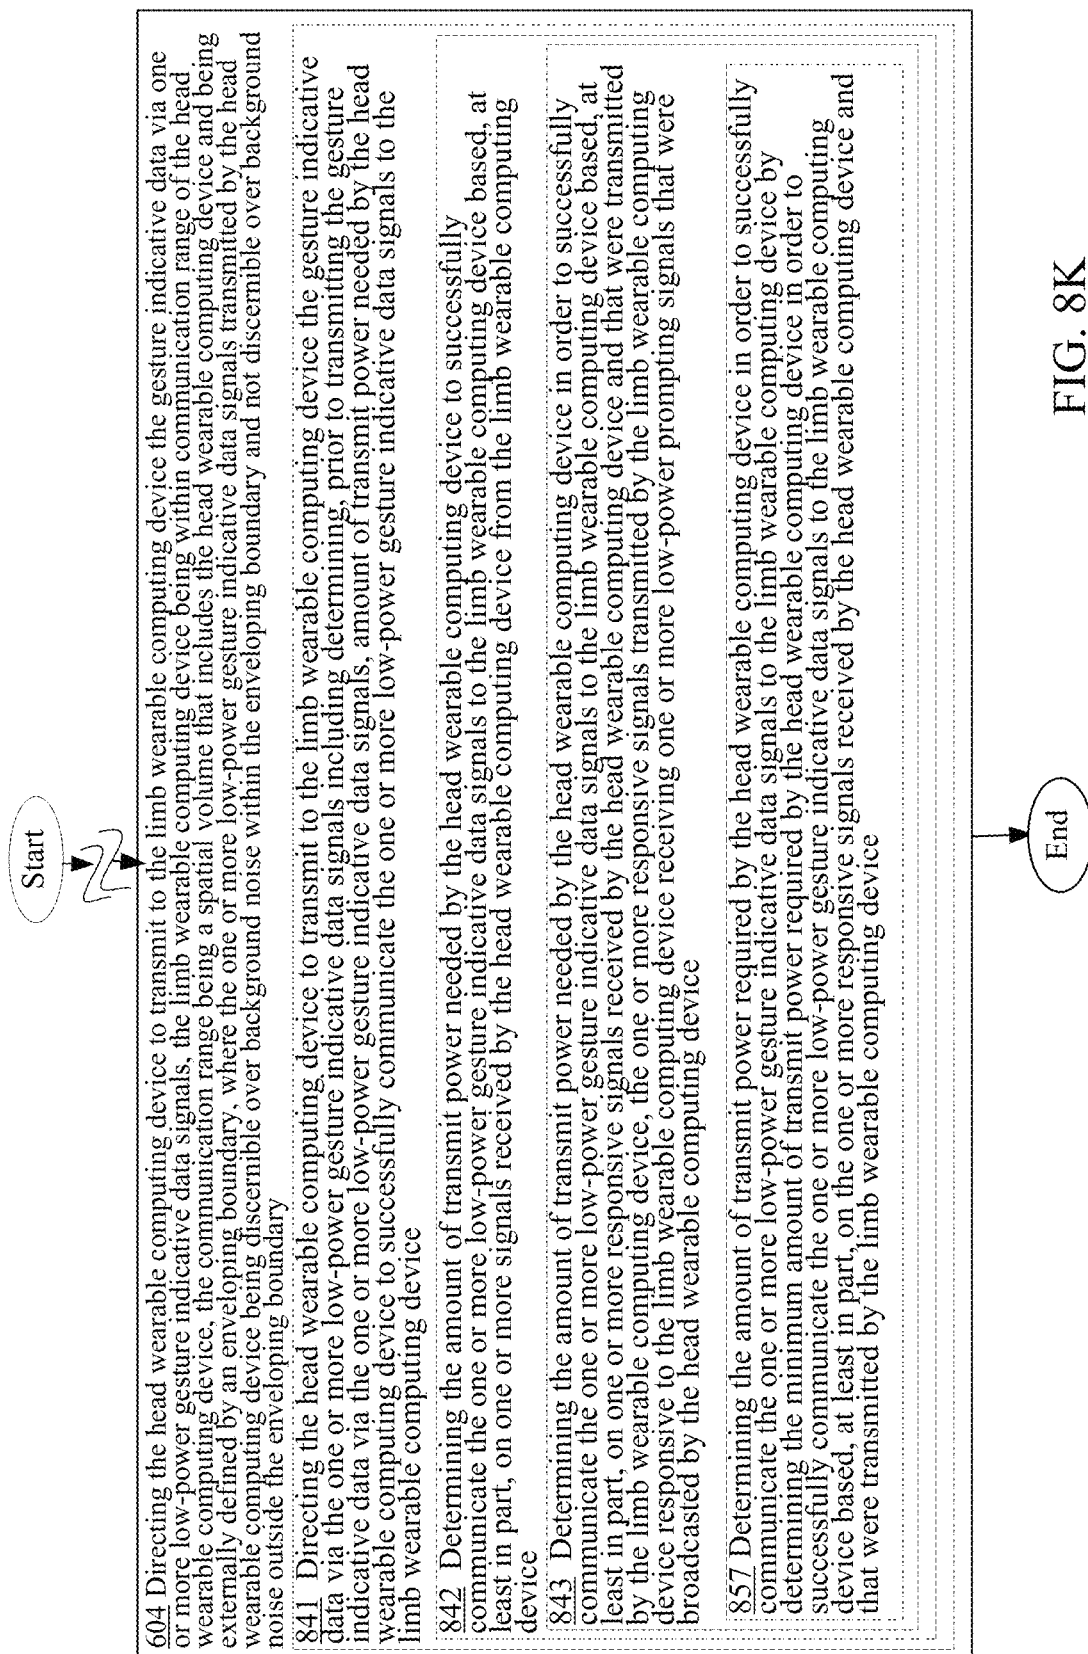 Start
604 Directing the head wearable computing device to transmit to the limb wearable computing device the gesture indicative data via one
or more low-power gesture indicative data signals, the limb wearable computing device being within communication range of the head
wearable computing device, the communication range being a spatial volume that includes the head wearable computing device and being
externally defined by an enveloping boundary, where the one or more low-power gesture indicative data signals transmitted by the head
wearable computing device being discernible over background noise within the enveloping boundary and not discernible over background
noise outside the enveloping boundary
841 Directing the head wearable computing device to transmit to the limb wearable computing device the gesture indicative
data via the one or more low-power gesture indicative data signals including determining, prior to transmitting the gesture
indicative data via the one or more low-power gesture indicative data signals, amount of transmit power needed by the head
wearable computing device to successfully communicate the one or more low-power gesture indicative data signals to the
limb wearable computing device
842 Determining the amount of transmit power needed by the head wearable computing device to successfully
communicate the one or more low-power gesture indicative data signals to the limb wearable computing device based, at
least in part, on one or more signals received by the head wearable computing device from the limb wearable computing
device
843 Determining the amount of transmit power needed by the head wearable computing device in order to successfully
communicate the one or more low-power gesture indicative data signals to the limb wearable computing device based, at
least in part, on one or more responsive signals received by the head wearable computing device and that were transmitted
by the limb wearable computing device, the one or more responsive signals transmitted by the limb wearable computing
device responsive to the limb wearable computing device receiving one or more low-power prompting signals that were
broadcasted by the head wearable computing device
857 Determining the amount of transmit power required by the head wearable computing device in order to successfully
communicate the one or more low-power gesture indicative data signals to the limb wearable computing device by
determining the minimum amount of transmit power required by the head wearable computing device in order to
successfully communicate the one or more low-power gesture indicative data signals to the limb wearable computing
device based, at least in part, on the one or more responsive signals received by the head wearable computing device and
that were transmitted by the limb wearable computing device
End
FIG. 8K